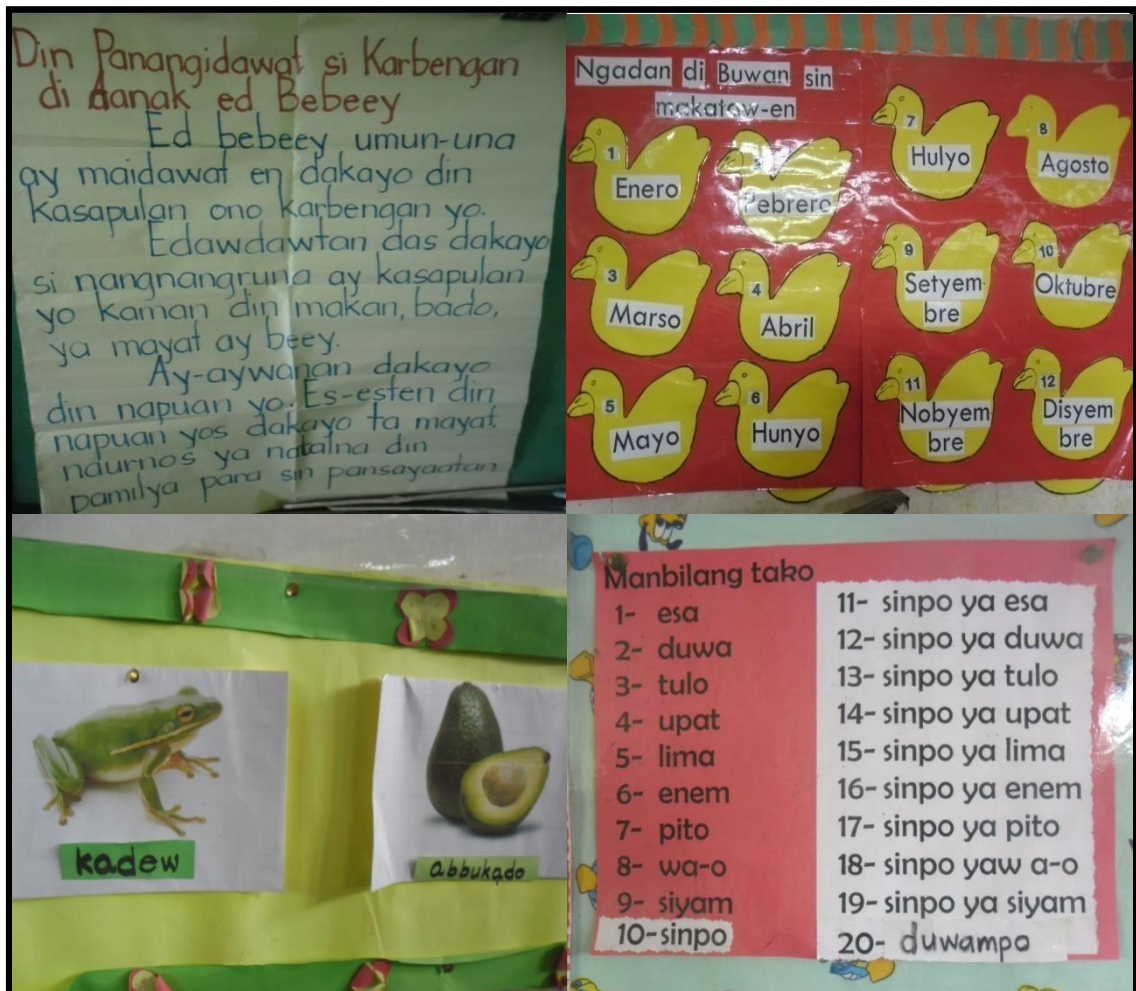 Din Panangidawat si Karbengan
di aanak ed Bebeey
Ed bebeey umun-una
ay maidawat en dakayo din
kasapulan ono karbengan yo.
Edawdawtan das dakayo
si nangnangruna ay kasapulan
yo kaman din makan, bado,
ya mayat ay beey.
Ay-aywanan dakayo
din napuan yo. Es-esten din
napuan yos dakayo ta mayat,
naurnos ya natalna din
pamilya para sin pansayaatan
Ngadan di Buwan sin
makatow-en
1
Enero
Pebrero
3
Marso
4
Abril
5
Mayo
6
Hunyo
7
Hulyo
8
Agosto
9
Setyem
bre
10
Oktubre
11
Nobyem
bre
12
Disyem
bre
kadew
abbukado
Manbilang tako
1- esa
2- duwa
3- tulo
4- upat
5- lima
6- enem
7- pito
8- wa-o
9- siyam
10-sinpo
11- sinpo ya esa
12- sinpo ya duwa
13- sinpo ya tulo
14- sinpo ya upat
15- sinpo ya lima
16- sinpo ya enem
17- sinpo ya pito
18- sinpo yaw a-o
19- sinpo ya siyam
20- duwampo